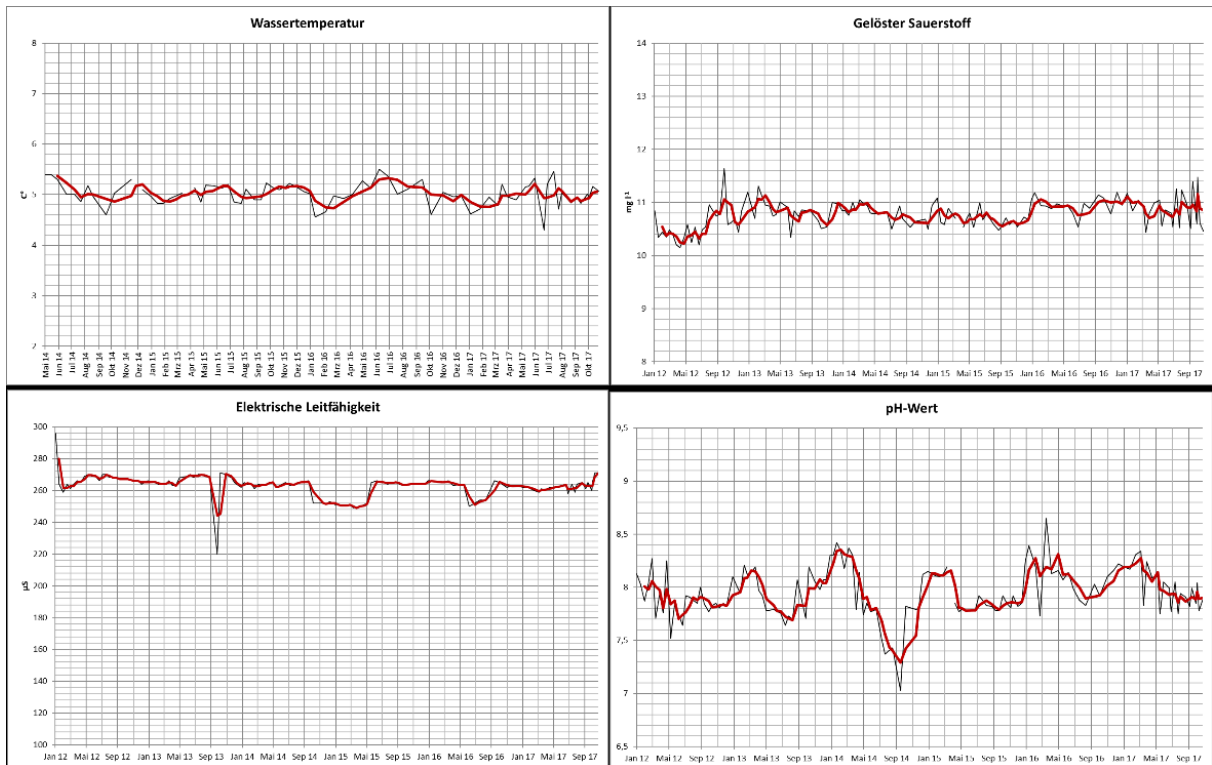 Wassertemperatur
8
7
6
5
4
3
2
C°
Mai 14
Jun 14
Jul 14
Aug 14
Sep 14
Okt 14
Nov 14
Dez 14
Jan 15
Mrz 15
Apr 15
Mai 15
Jun 15
Jul 15
Aug 15
Sep 15
Okt 15
Dez 15
Jan 16
Feb 16
Mrz 16
Apr 16
Mai 16
Jun 16
Jul 16
Aug 16
Sep 16
Okt 16
Nov 16
Dez 16
Jan 17
Feb 17
Mrz 17
Apr 17
Mai 17
Jun 17
Jul 17
Aug 17
Sep 17
Okt 17
Gelöster Sauerstoff
14
13
12
11
10
9
8
Jan 12 Mai 12 Sep 12 Jan 13 Mai 13 Sep 13 Jan 14 Mai 14 Sep 14 Jan 15 Mai 15 Sep 15 Jan 16 Mai 16 Sep 16 Jan 17 Mai 17 Sep 17
Elektrische Leitfähigkeit
300
280
260
240
220
200
180
160
140
120
100
µS
Jan 12 Mai 12 Sep 12 Jan 13 Mai 13 Sep 13 Jan 14 Mai 14 Sep 14 Jan 15 Mai 15 Sep 15 Jan 16 Mai 16 Sep 16 Jan 17 Mai 17 Sep 17
pH-Wert
9,5
9
8,5
8
7,5
7
6,5
Jan 12 Mai 12 Sep 12 Jan 13 Mai 13 Sep 13 Jan 14 Mai 14 Sep 14 Jan 15 Mai 15 Sep 15 Jan 16 Mai 16 Sep 16 Jan 17 Mai 17 Sep 17